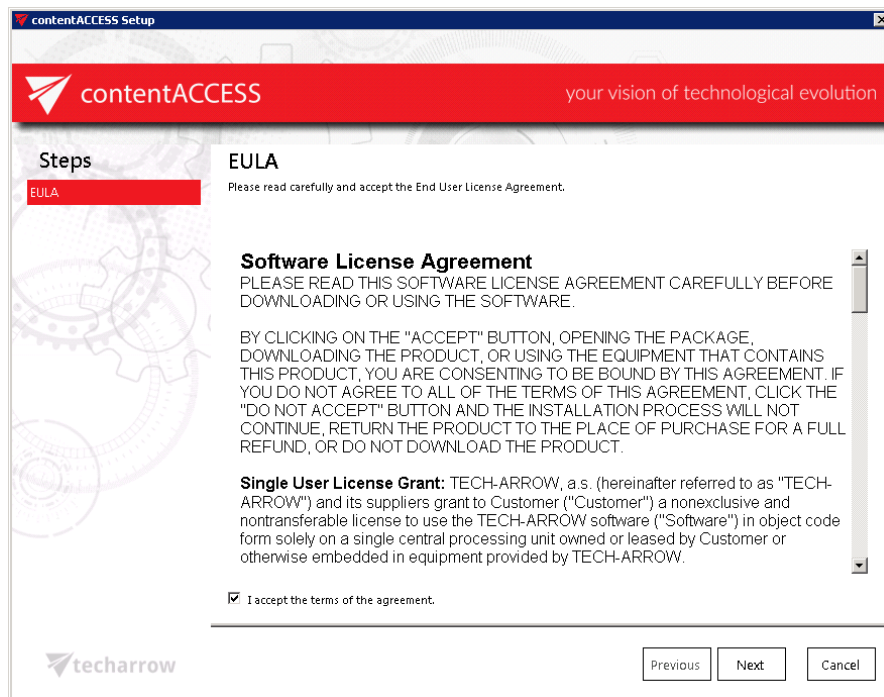 contentACCESS Setup
contentACCESS
your vision of technological evolution
Steps
EULA
EULA
Please read carefully and accept the End User License Agreement.
Software License Agreement
PLEASE READ THIS SOFTWARE LICENSE AGREEMENT CAREFULLY BEFORE
DOWNLOADING OR USING THE SOFTWARE.
BY CLICKING ON THE "ACCEPT" BUTTON, OPENING THE PACKAGE,
DOWNLOADING THE PRODUCT, OR USING THE EQUIPMENT THAT CONTAINS
THIS PRODUCT, YOU ARE CONSENTING TO BE BOUND BY THIS AGREEMENT. IF
YOU DO NOT AGREE TO ALL OF THE TERMS OF THIS AGREEMENT, CLICK THE
"DO NOT ACCEPT" BUTTON AND THE INSTALLATION PROCESS WILL NOT
CONTINUE, RETURN THE PRODUCT TO THE PLACE OF PURCHASE FOR A FULL
REFUND, OR DO NOT DOWNLOAD THE PRODUCT.
Single User License Grant: TECH-ARROW, a.s. (hereinafter referred to as "TECH-
ARROW") and its suppliers grant to Customer ("Customer") a nonexclusive and
nontransferable license to use the TECH-ARROW software ("Software") in object code
form solely on a single central processing unit owned or leased by Customer or
otherwise embedded in equipment provided by TECH-ARROW.
I accept the terms of the agreement.
techarrow
Previous
Next
Cancel